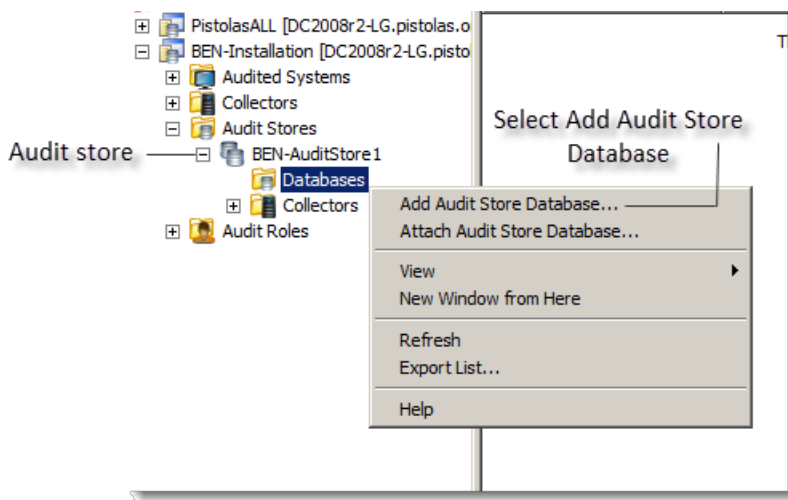 PistolasALL [DC2008r2-LG.pistolas.o
BEN-Installation [DC2008r2-LG.pisto
Audited Systems
Collectors
Audit Stores
Audit store
BEN-AuditStore1
Databases
Collectors
Audit Roles
Select Add Audit Store
Database
Add Audit Store Database...
Attach Audit Store Database...
View
New Window from Here
Refresh
Export List...
Help